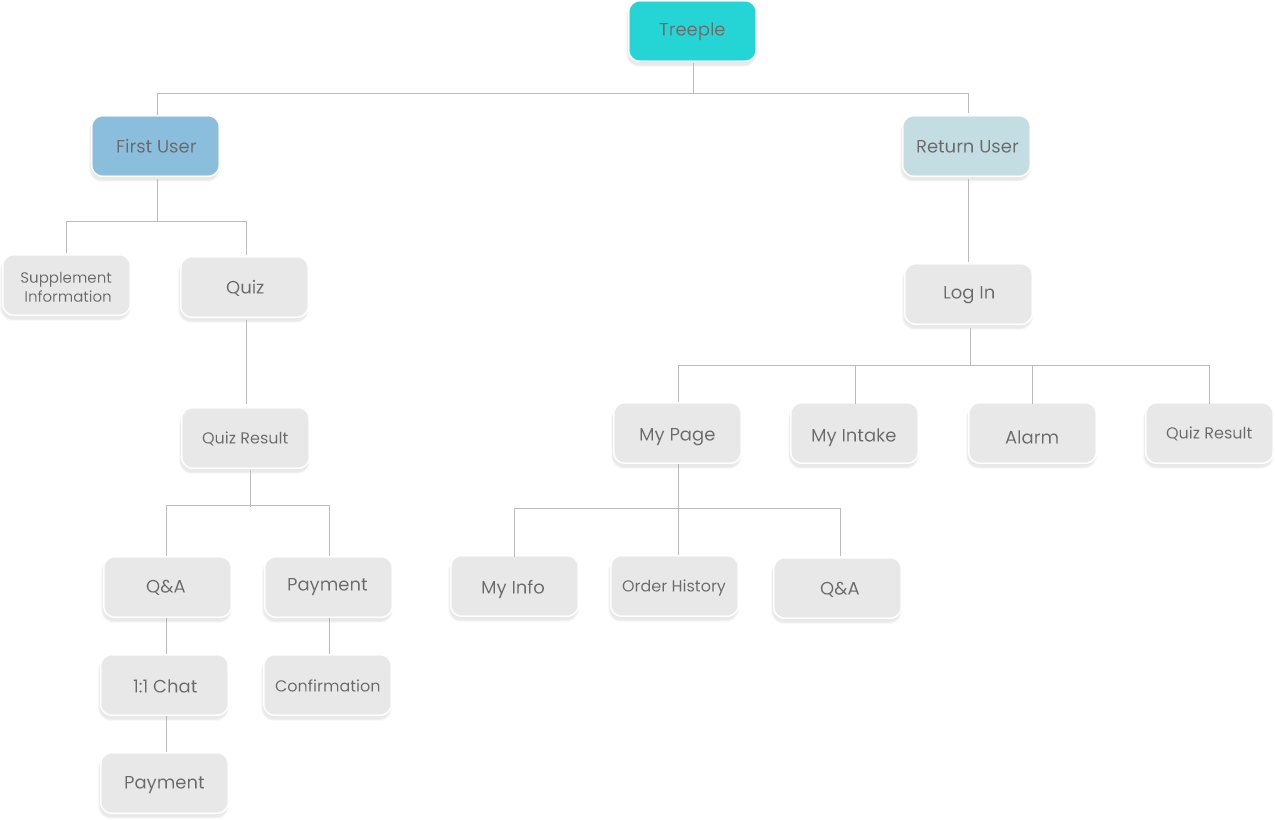 Treeple
First User
Return User
Supplement
Information
Quiz
Log In
Quiz Result
My Page
My Intake
Alarm
Quiz Result
Q&A
Payment
My Info
Order History
Q&A
1:1 Chat
Confirmation
Payment